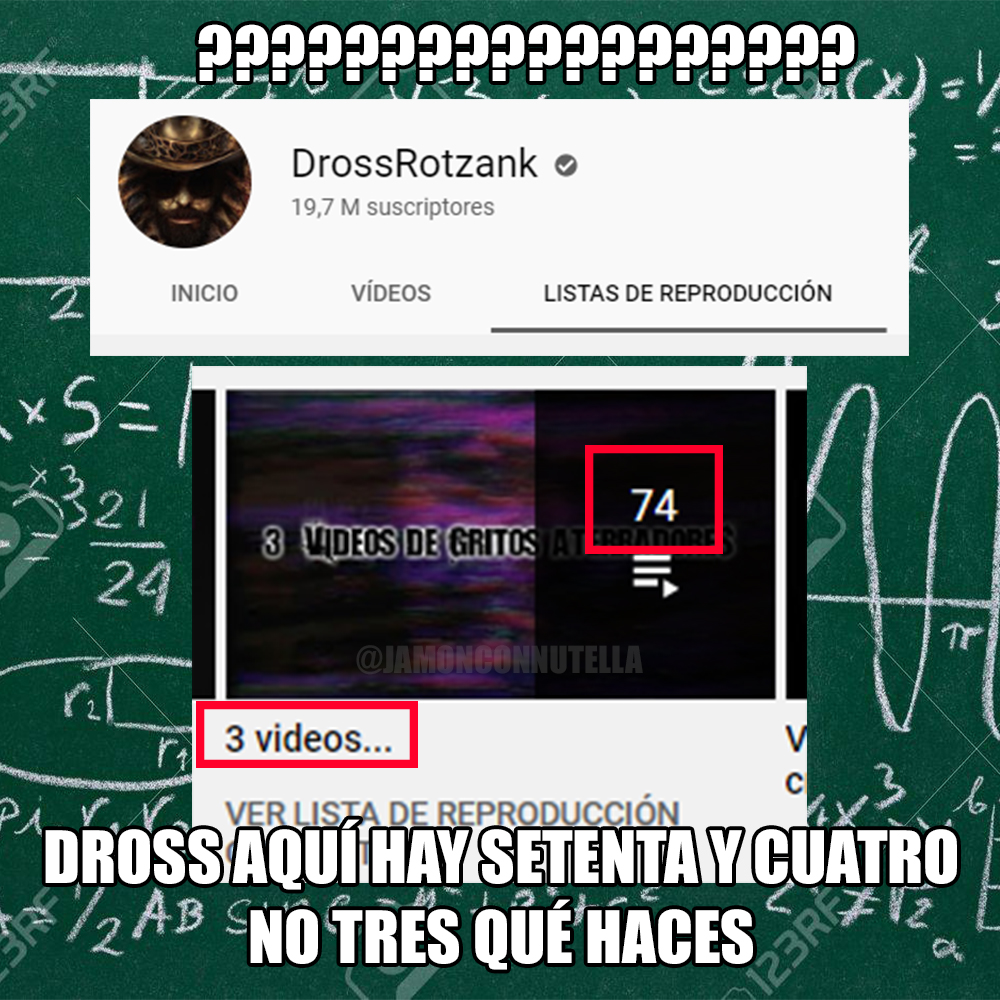 ??????????????????
DrossRotzank
19,7 M suscriptores
INICIO
VÍDEOS
LISTAS DE REPRODUCCIÓN
74
3 Videos de Gritos aterradores
@JAMONCONNUTELLA
3 videos...
VER LISTA DE REPRODUCCIÓN
DROSS AQUÍ HAY SETENTA Y CUATRO
NO TRES QUÉ HACES